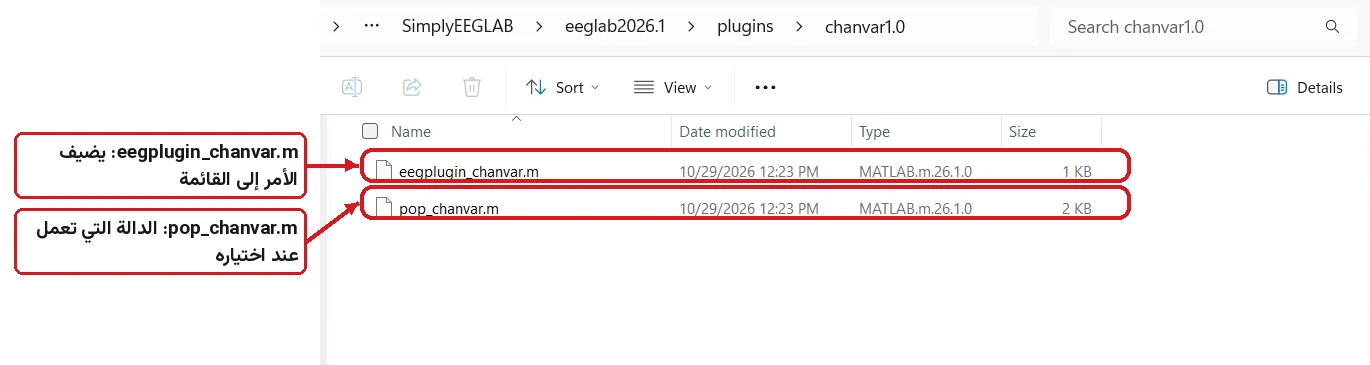 SimplyEEGLAB > eeglab2026.1 > plugins > chanvar1.0
Search chanvar1.0
Sort
View
Details
Name
Date modified
Type
Size
eegplugin_chanvar.m
10/29/2026 12:23 PM
MATLAB.m.26.1.0
1 KB
pop_chanvar.m
10/29/2026 12:23 PM
MATLAB.m.26.1.0
2 KB
eegplugin_chanvar.m: يضيف
الأمر إلى القائمة
pop_chanvar.m: الدالة التي تعمل
عند اختياره